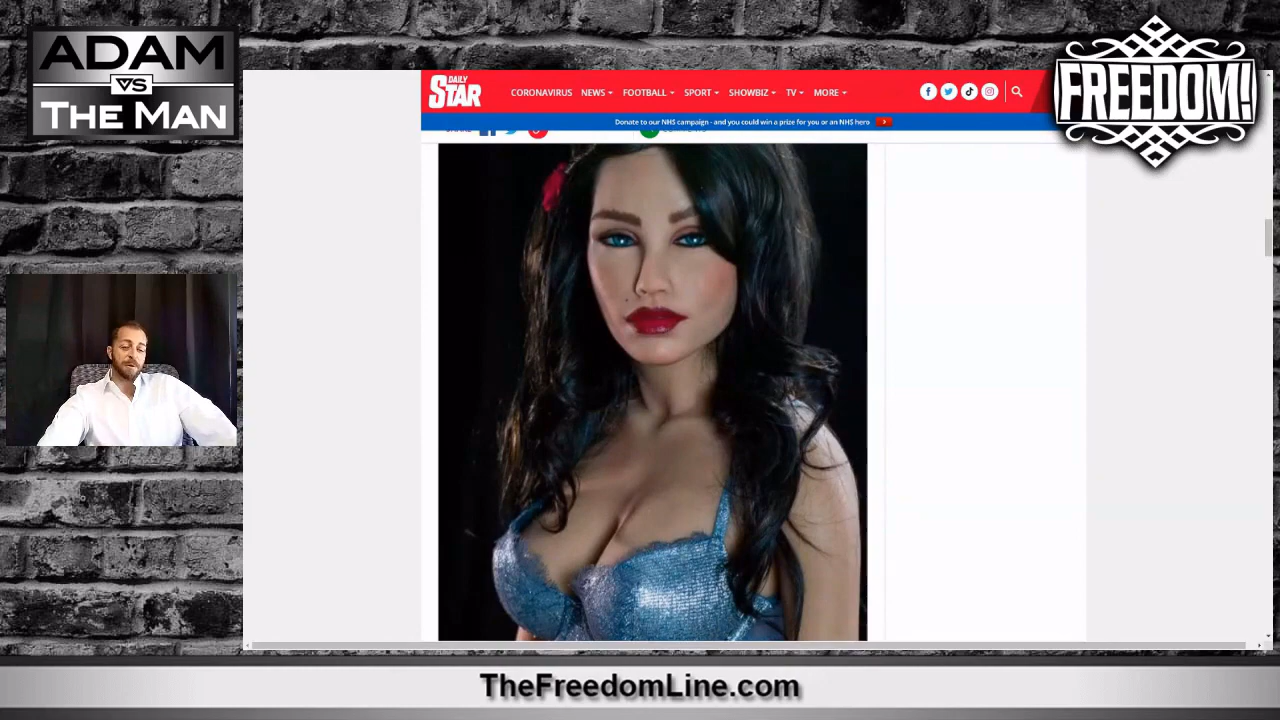 ADAM
VS
THE MAN
DAILY
STAR
CORONAVIRUS NEWS FOOTBALL SPORT SHOWBIZ TV MORE
FREEDOM!
Donate to our NHS campaign - and you could win a prize for you or an NHS hero
TheFreedomLine.com